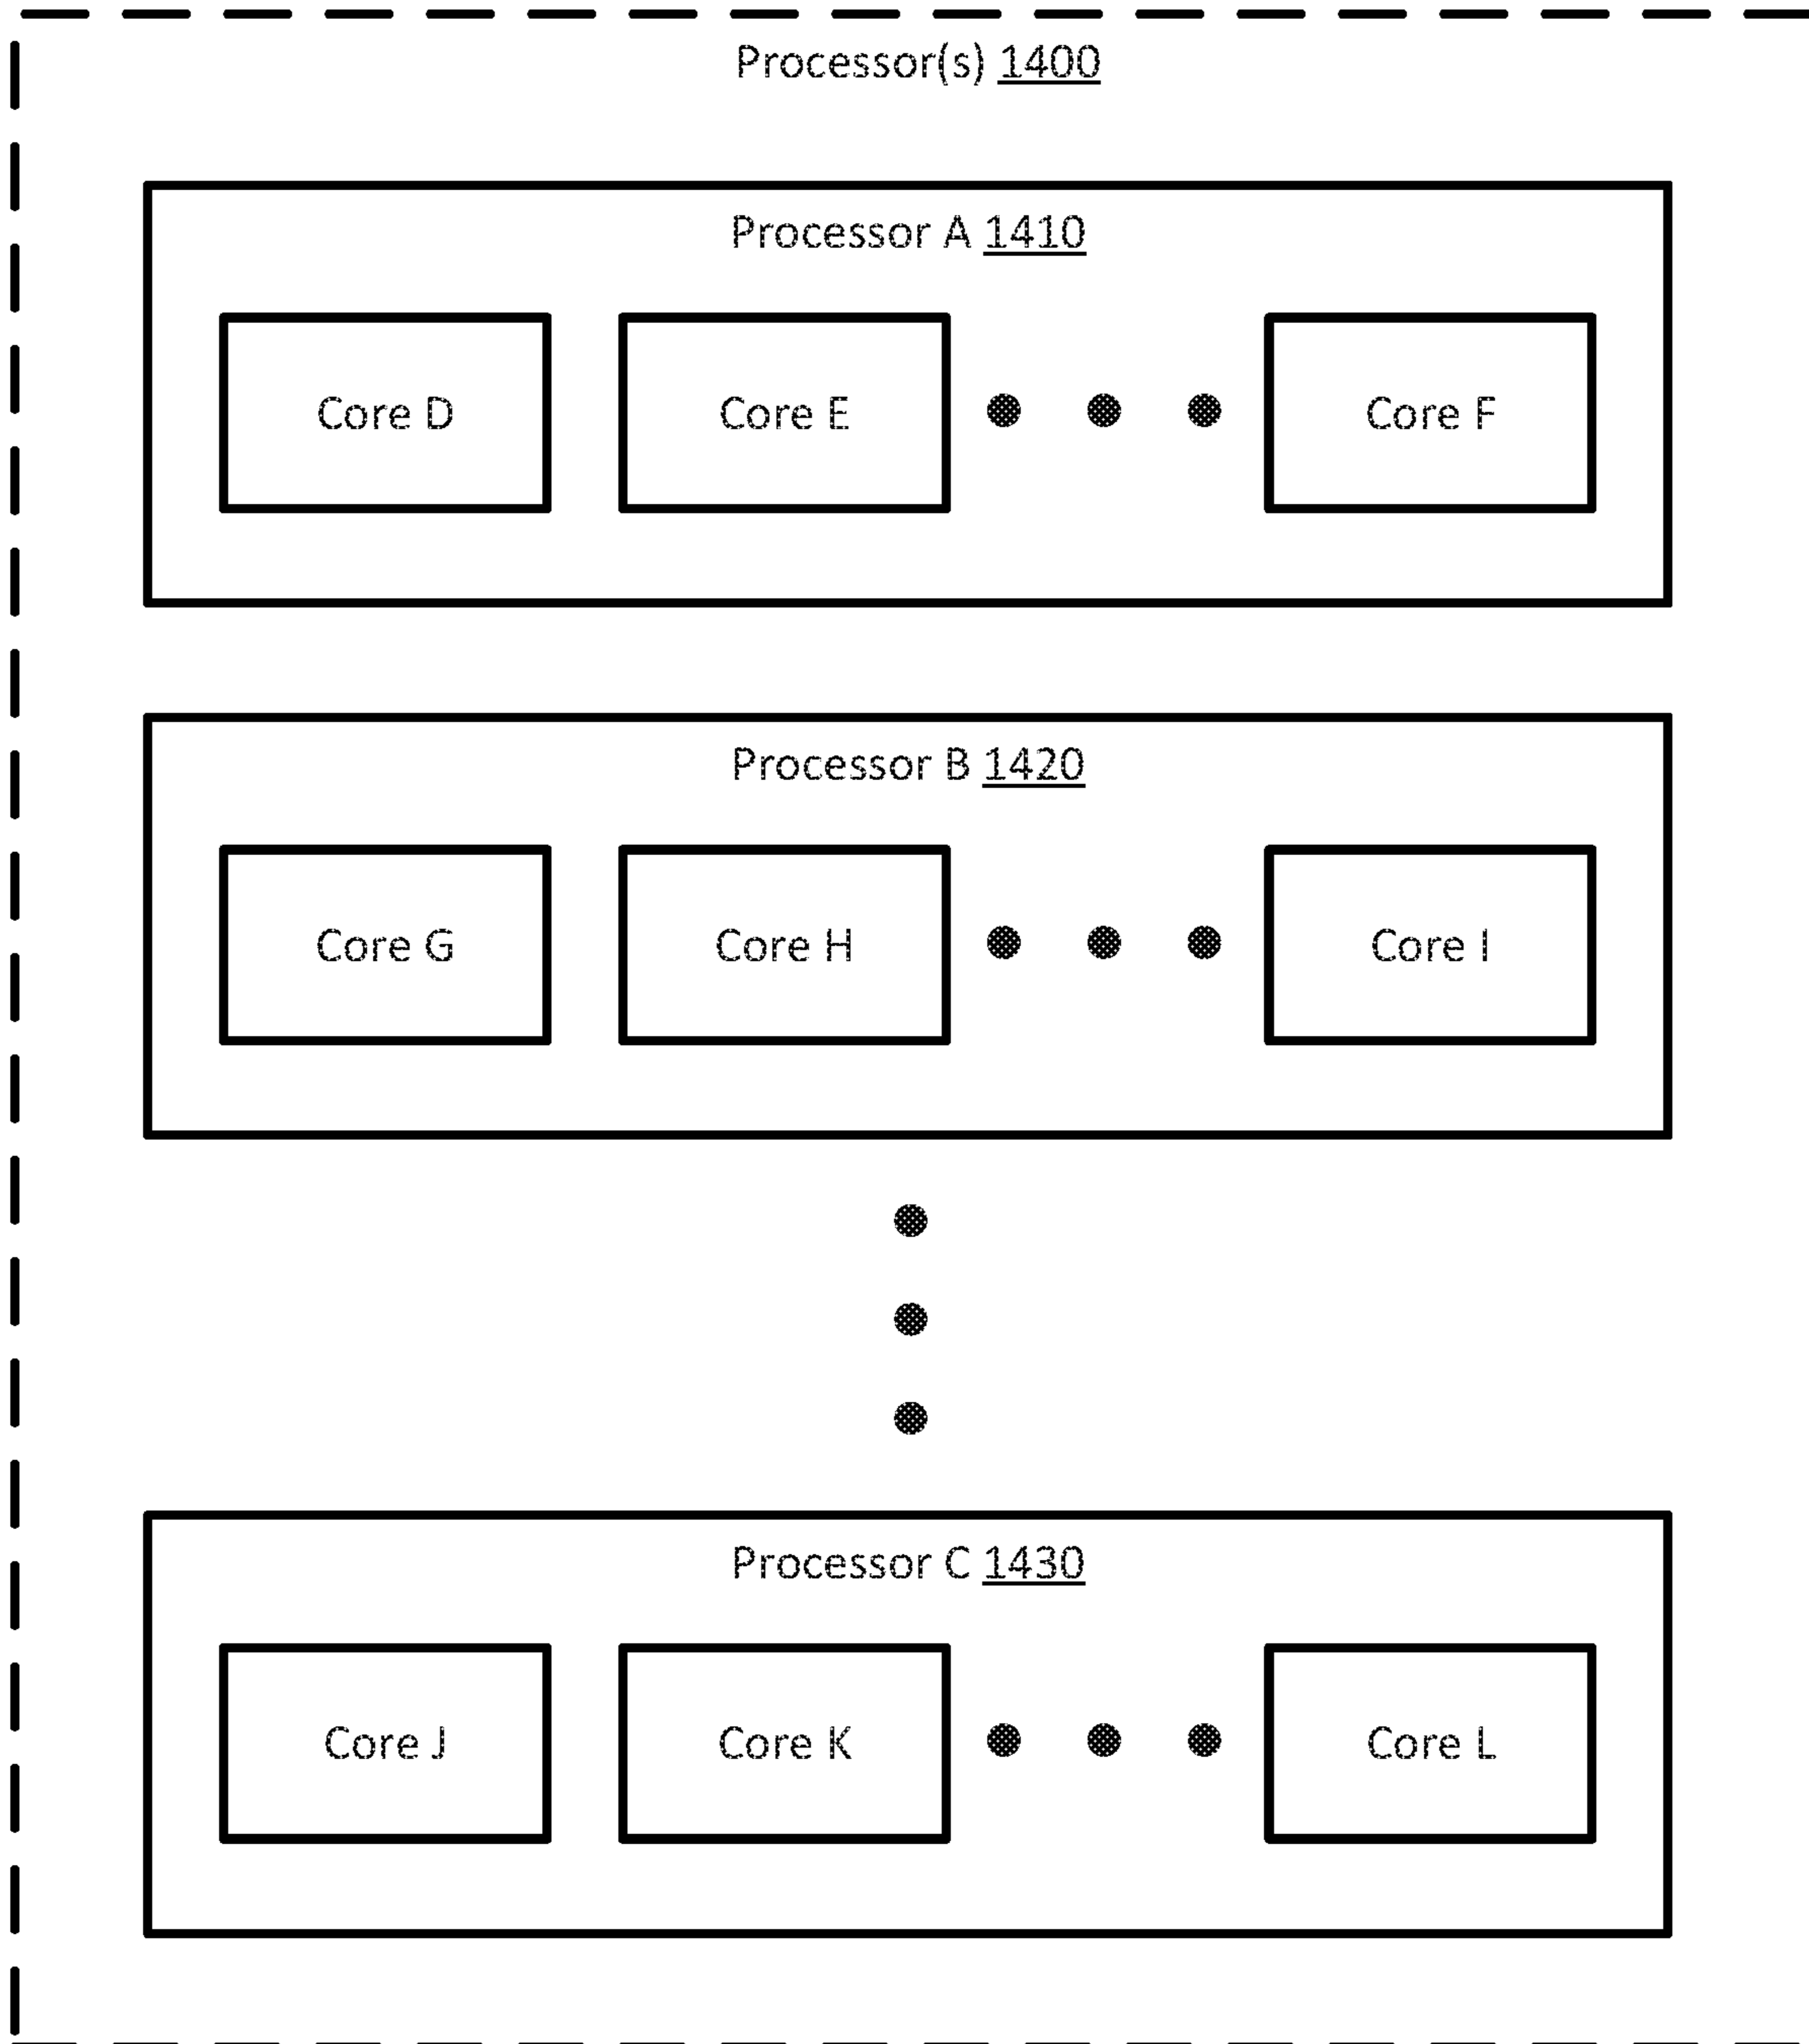 Processor(s) 1400
Processor A 1410
Core D
Core E
Core F
Processor B 1420
Core G
Core H
Core I
Processor C 1430
Core J
Core K
Core L